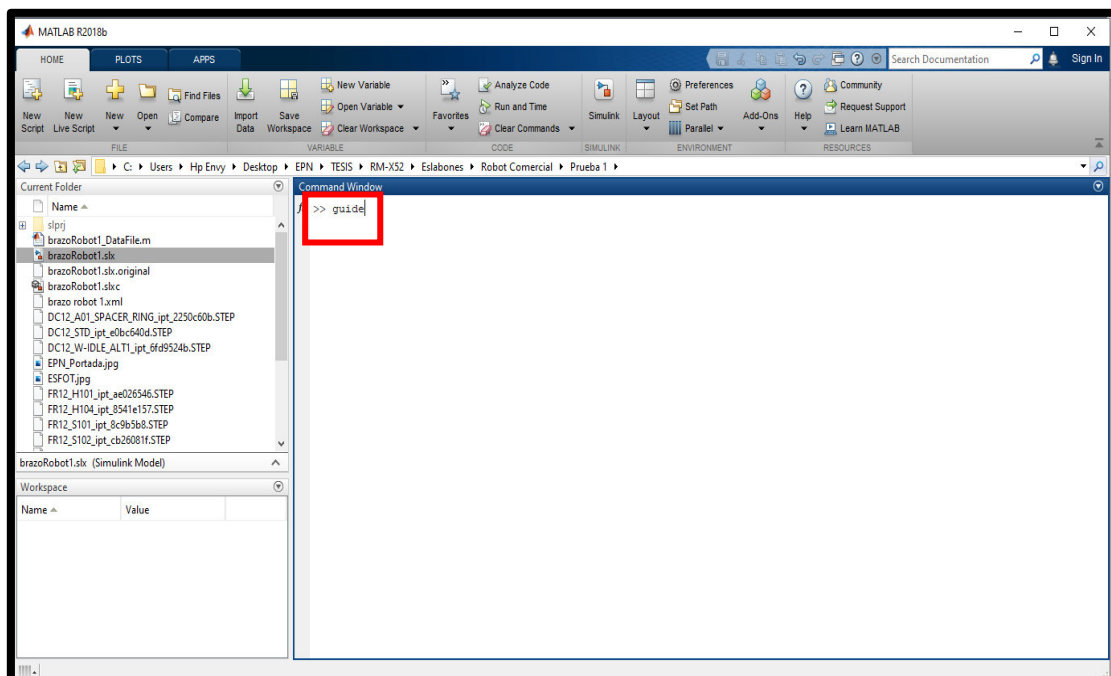 MATLAB R2018b
HOME PLOTS APPS
Search Documentation
Sign In
New Script
New Live Script
New
Open
Find Files
Compare
Import Data
Save Workspace
New Variable
Open Variable
Clear Workspace
Favorites
Analyze Code
Run and Time
Clear Commands
Simulink
Layout
Preferences
Set Path
Parallel
Add-Ons
Help
Community
Request Support
Learn MATLAB
FILE VARIABLE CODE SIMULINK ENVIRONMENT RESOURCES
C: Users Hp Envy Desktop EPN TESIS RM-X52 Eslabones Robot Comercial Prueba 1
Current Folder
Name
slprj
brazoRobot1_DataFile.m
brazoRobot1.slx
brazoRobot1.slx.original
brazoRobot1.slxc
brazo robot 1.xml
DC12_A01_SPACER_RING_ipt_2250c60b.STEP
DC12_STD_ipt_e0bc640d.STEP
DC12_W-IDLE_ALT1_ipt_6fd9524b.STEP
EPN_Portada.jpg
ESFOT.jpg
FR12_H101_ipt_ae026546.STEP
FR12_H104_ipt_8541e157.STEP
FR12_S101_ipt_8c9b5b8.STEP
FR12_S102_ipt_cb26081f.STEP
brazoRobot1.slx (Simulink Model)
Workspace
Name Value
Command Window
>> guide